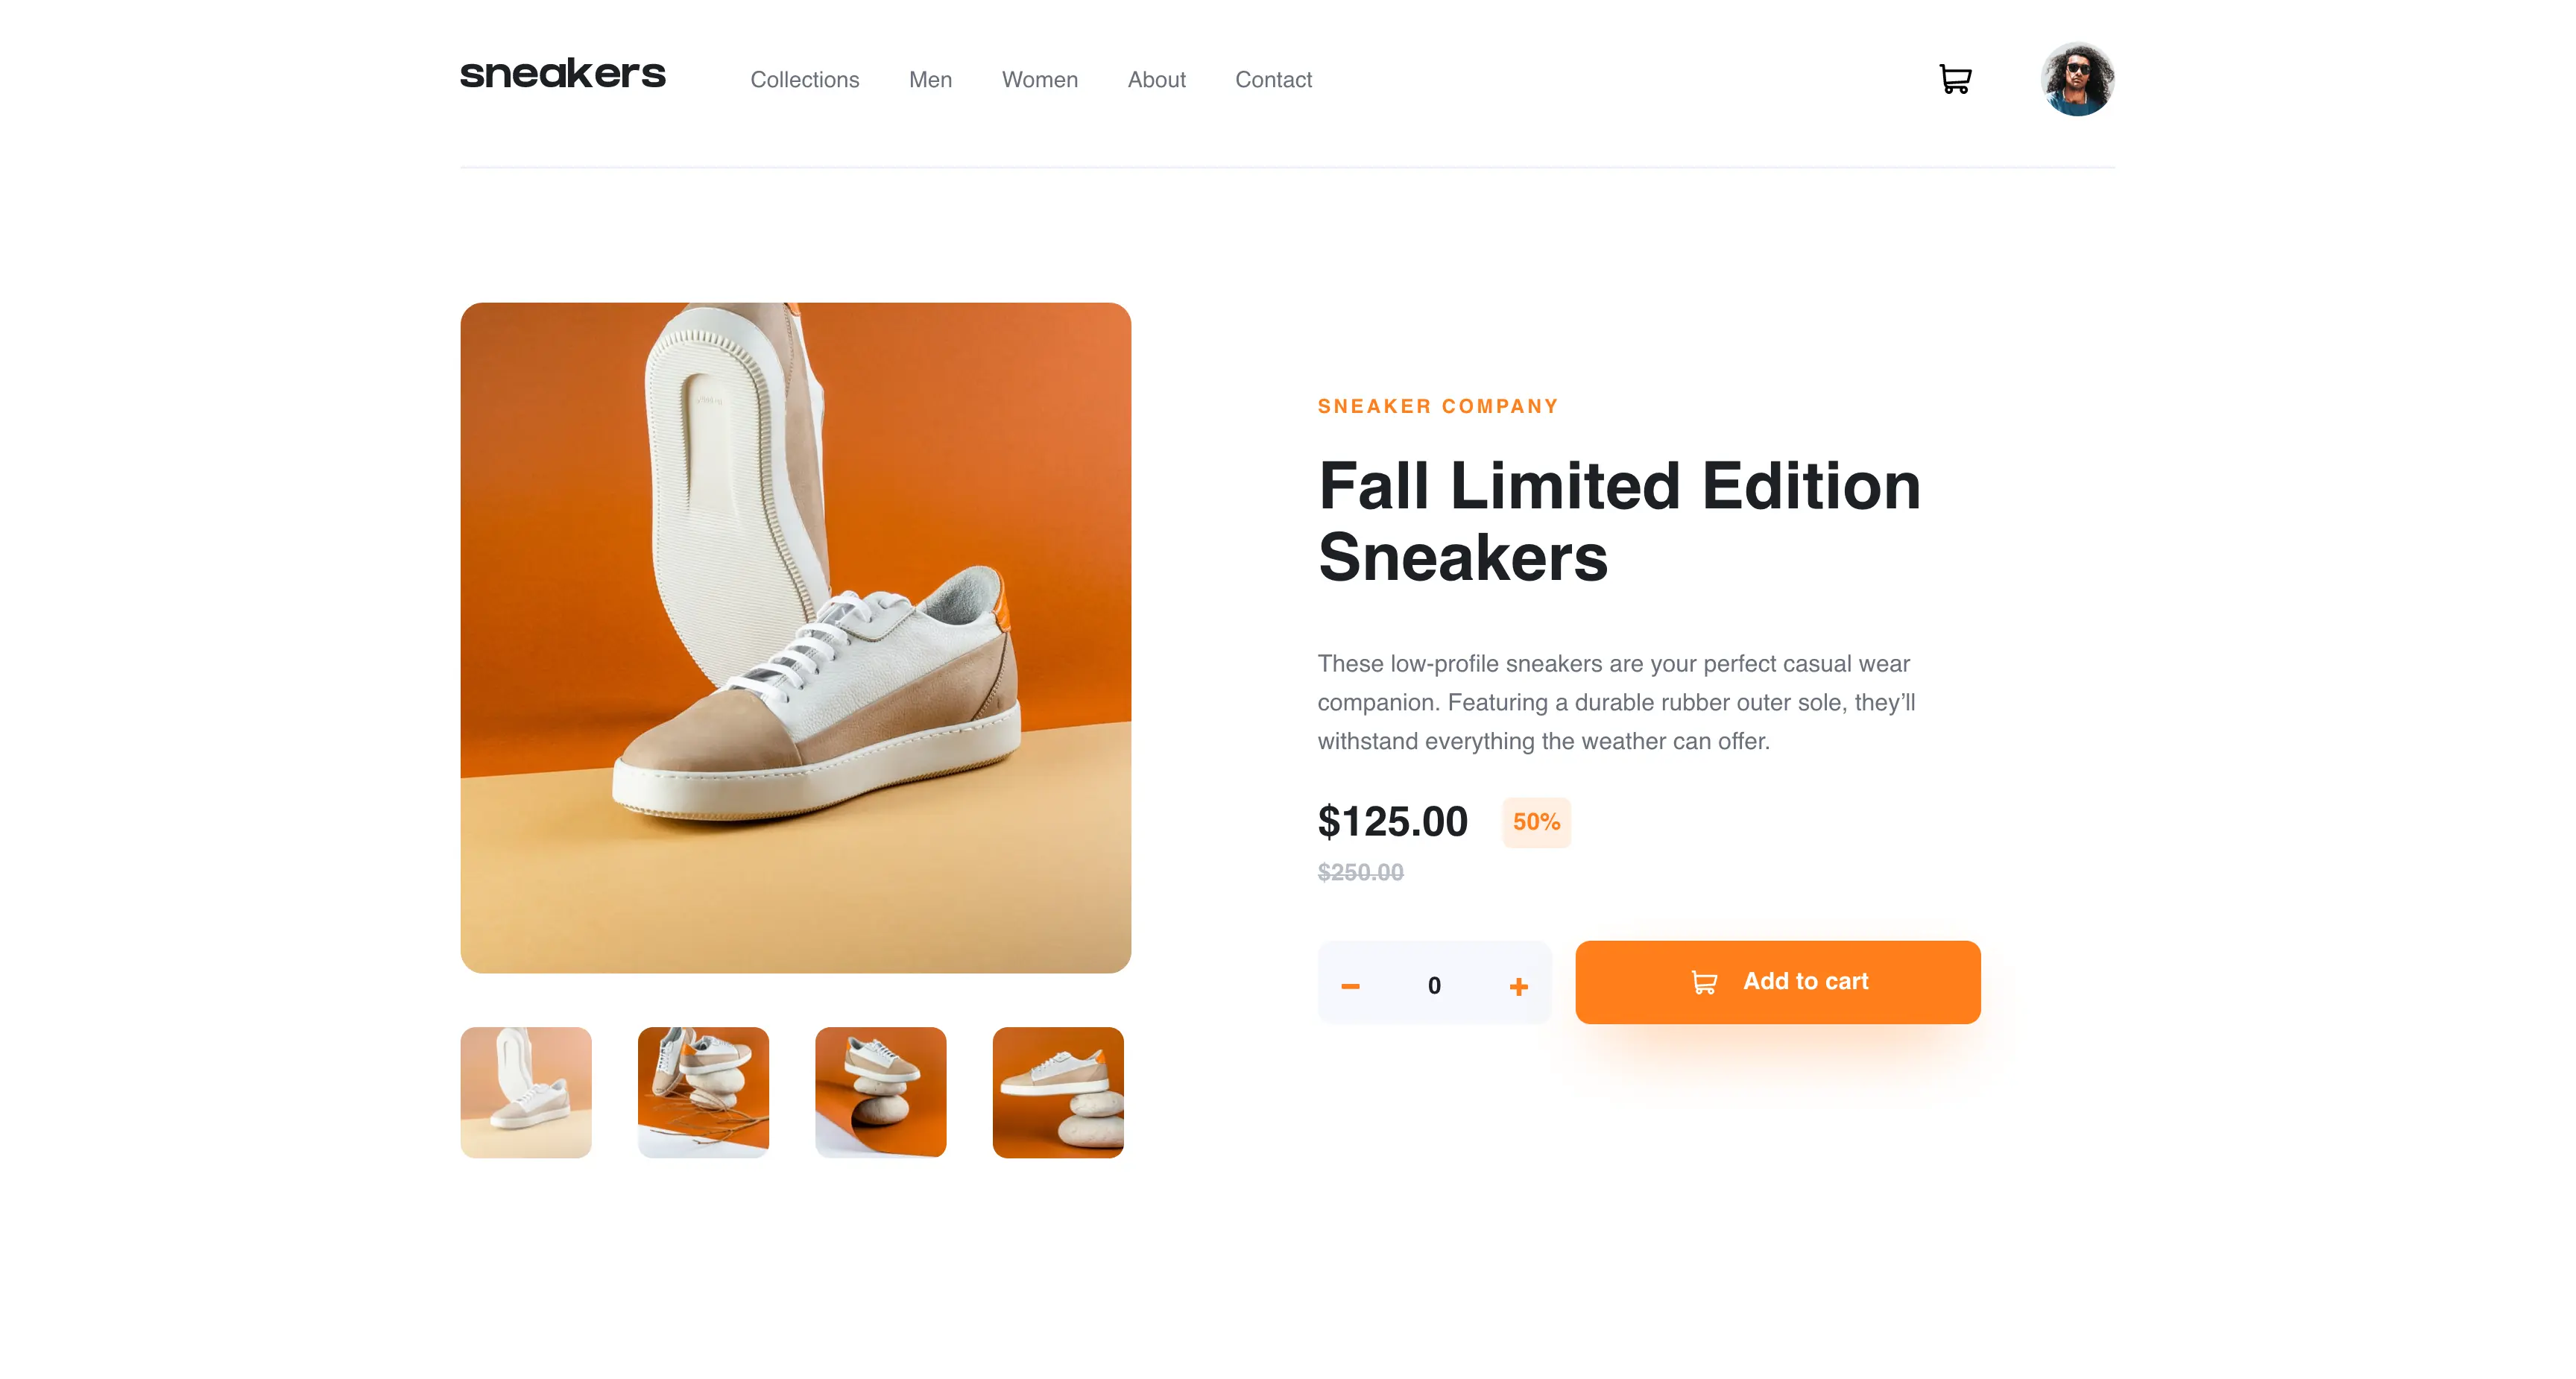 sneakers
Collections Men Women About Contact
SNEAKER COMPANY
Fall Limited Edition
Sneakers
These low-profile sneakers are your perfect casual wear
companion. Featuring a durable rubber outer sole, they’ll
withstand everything the weather can offer.
$125.00 50%
$250.00
0 Add to cart